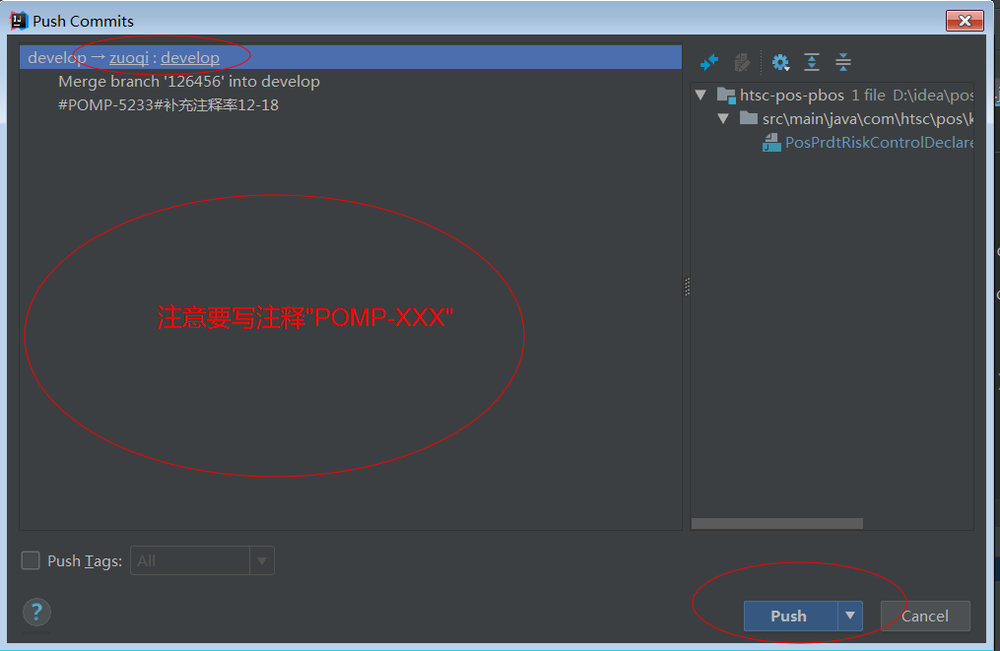 Push Commits
develop → zuoqi : develop
Merge branch '126456' into develop
#POMP-5233#补充注释率12-18
htsc-pos-pbos 1 file D:\idea\pos
src\main\java\com\htsc\pos\k
PosPrdtRiskControlDeclare
注意要写注释"POMP-XXX"
Push Tags: All
?
Push
Cancel